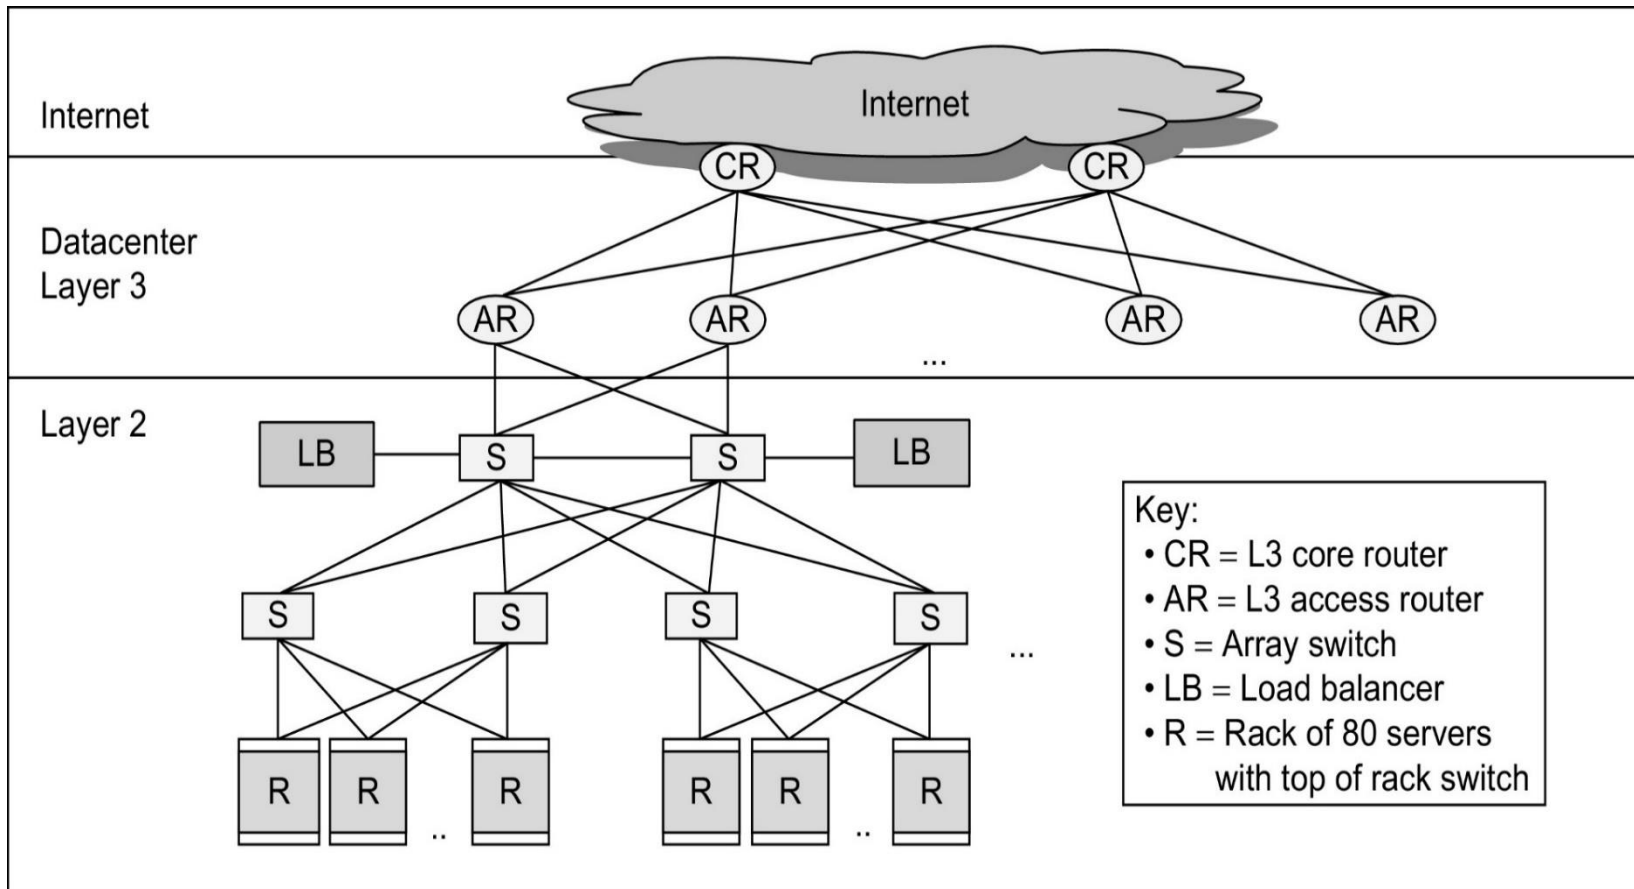 Internet
Internet
CR CR
Datacenter
Layer 3
AR AR AR AR
...
Layer 2
LB S S LB
Key:
• CR = L3 core router
• AR = L3 access router
• S = Array switch
• LB = Load balancer
• R = Rack of 80 servers
with top of rack switch
S S S S
...
R R R R R R
.. ..